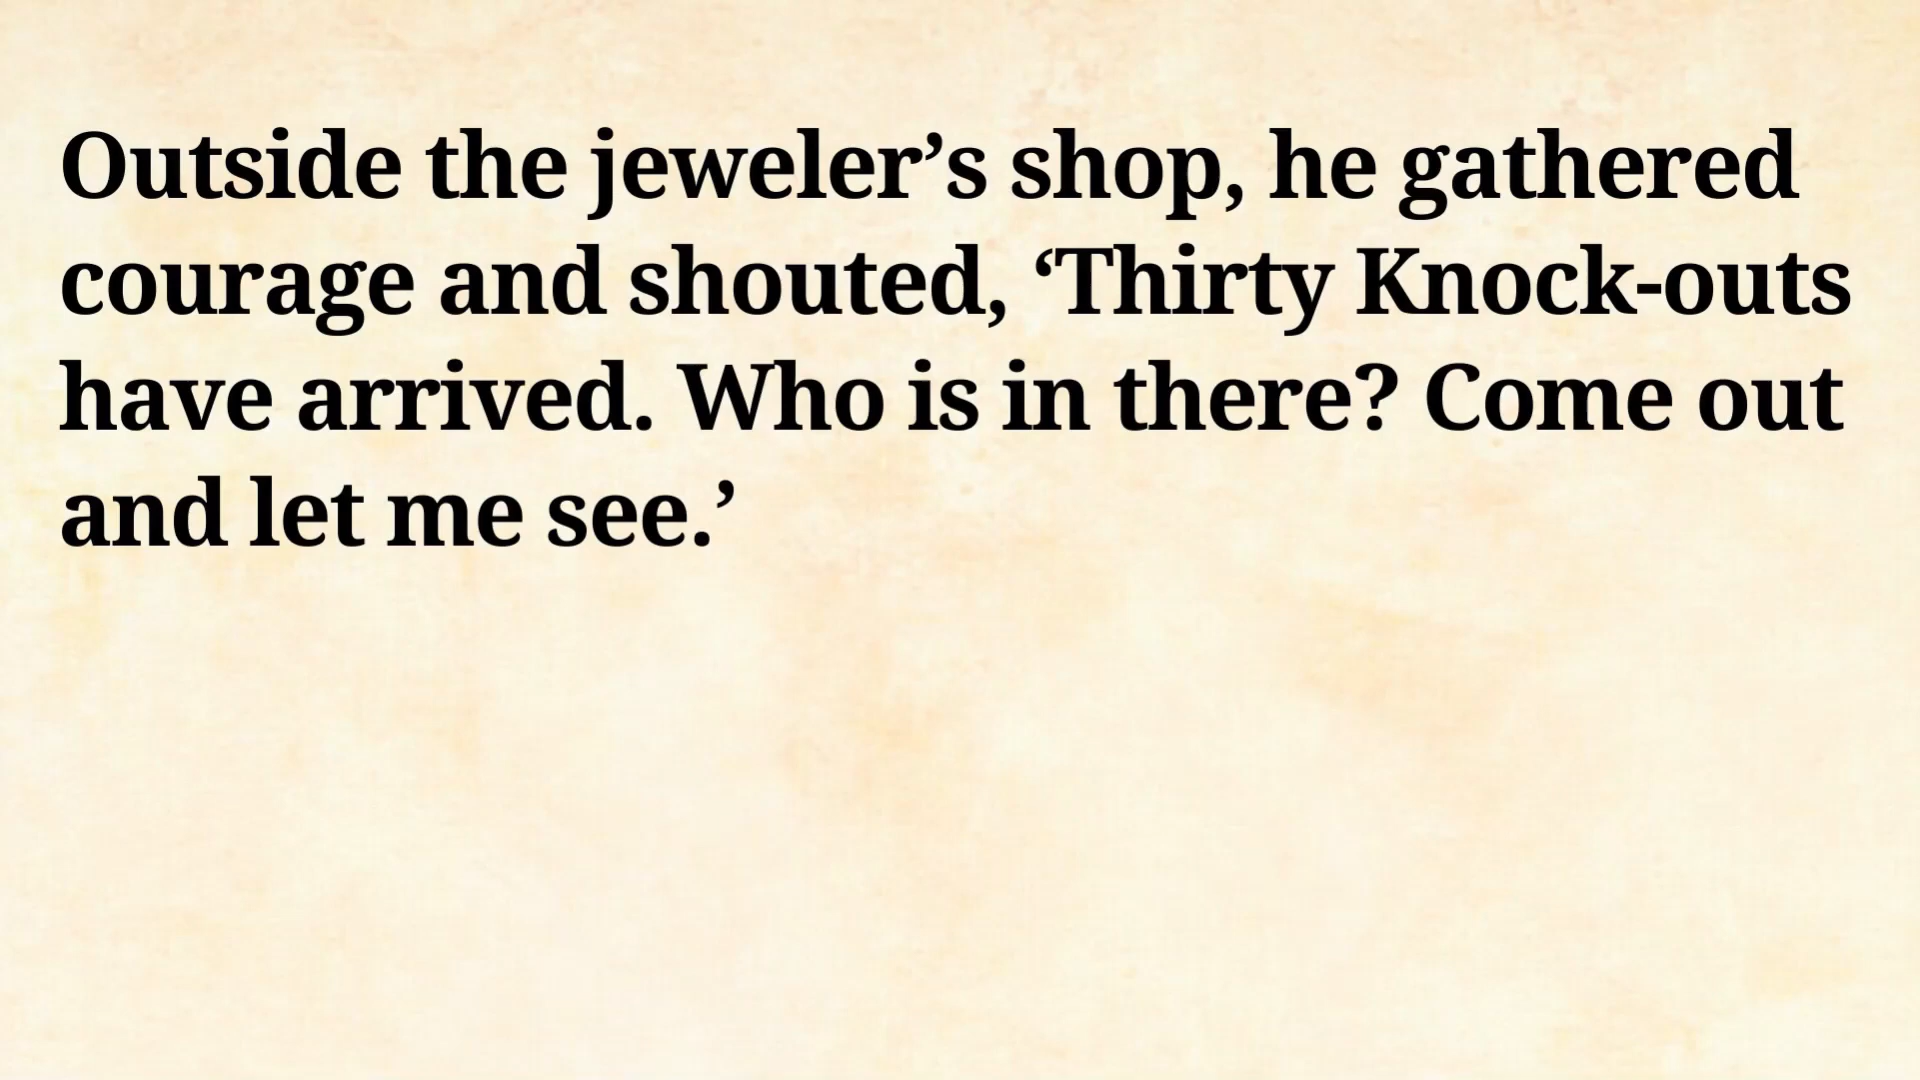 Outside the jeweler’s shop, he gathered
courage and shouted, ‘Thirty Knock-outs
have arrived. Who is in there? Come out
and let me see.’